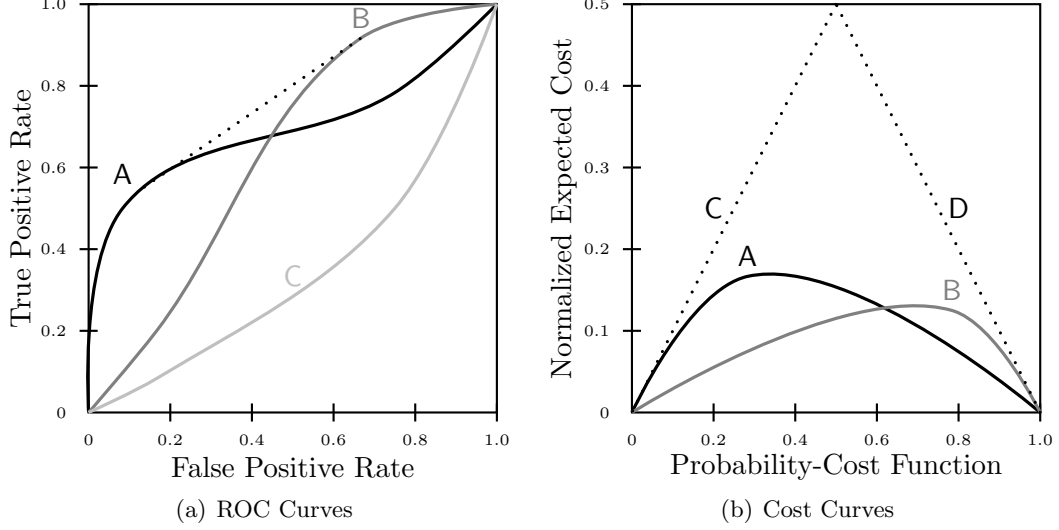 1.0
0.8
0.6
0.4
0.2
0
True Positive Rate
A
B
C
0 0.2 0.4 0.6 0.8 1.0
False Positive Rate
(a) ROC Curves
0.5
0.4
0.3
0.2
0.1
0
Normalized Expected Cost
C
D
A
B
0 0.2 0.4 0.6 0.8 1.0
Probability-Cost Function
(b) Cost Curves